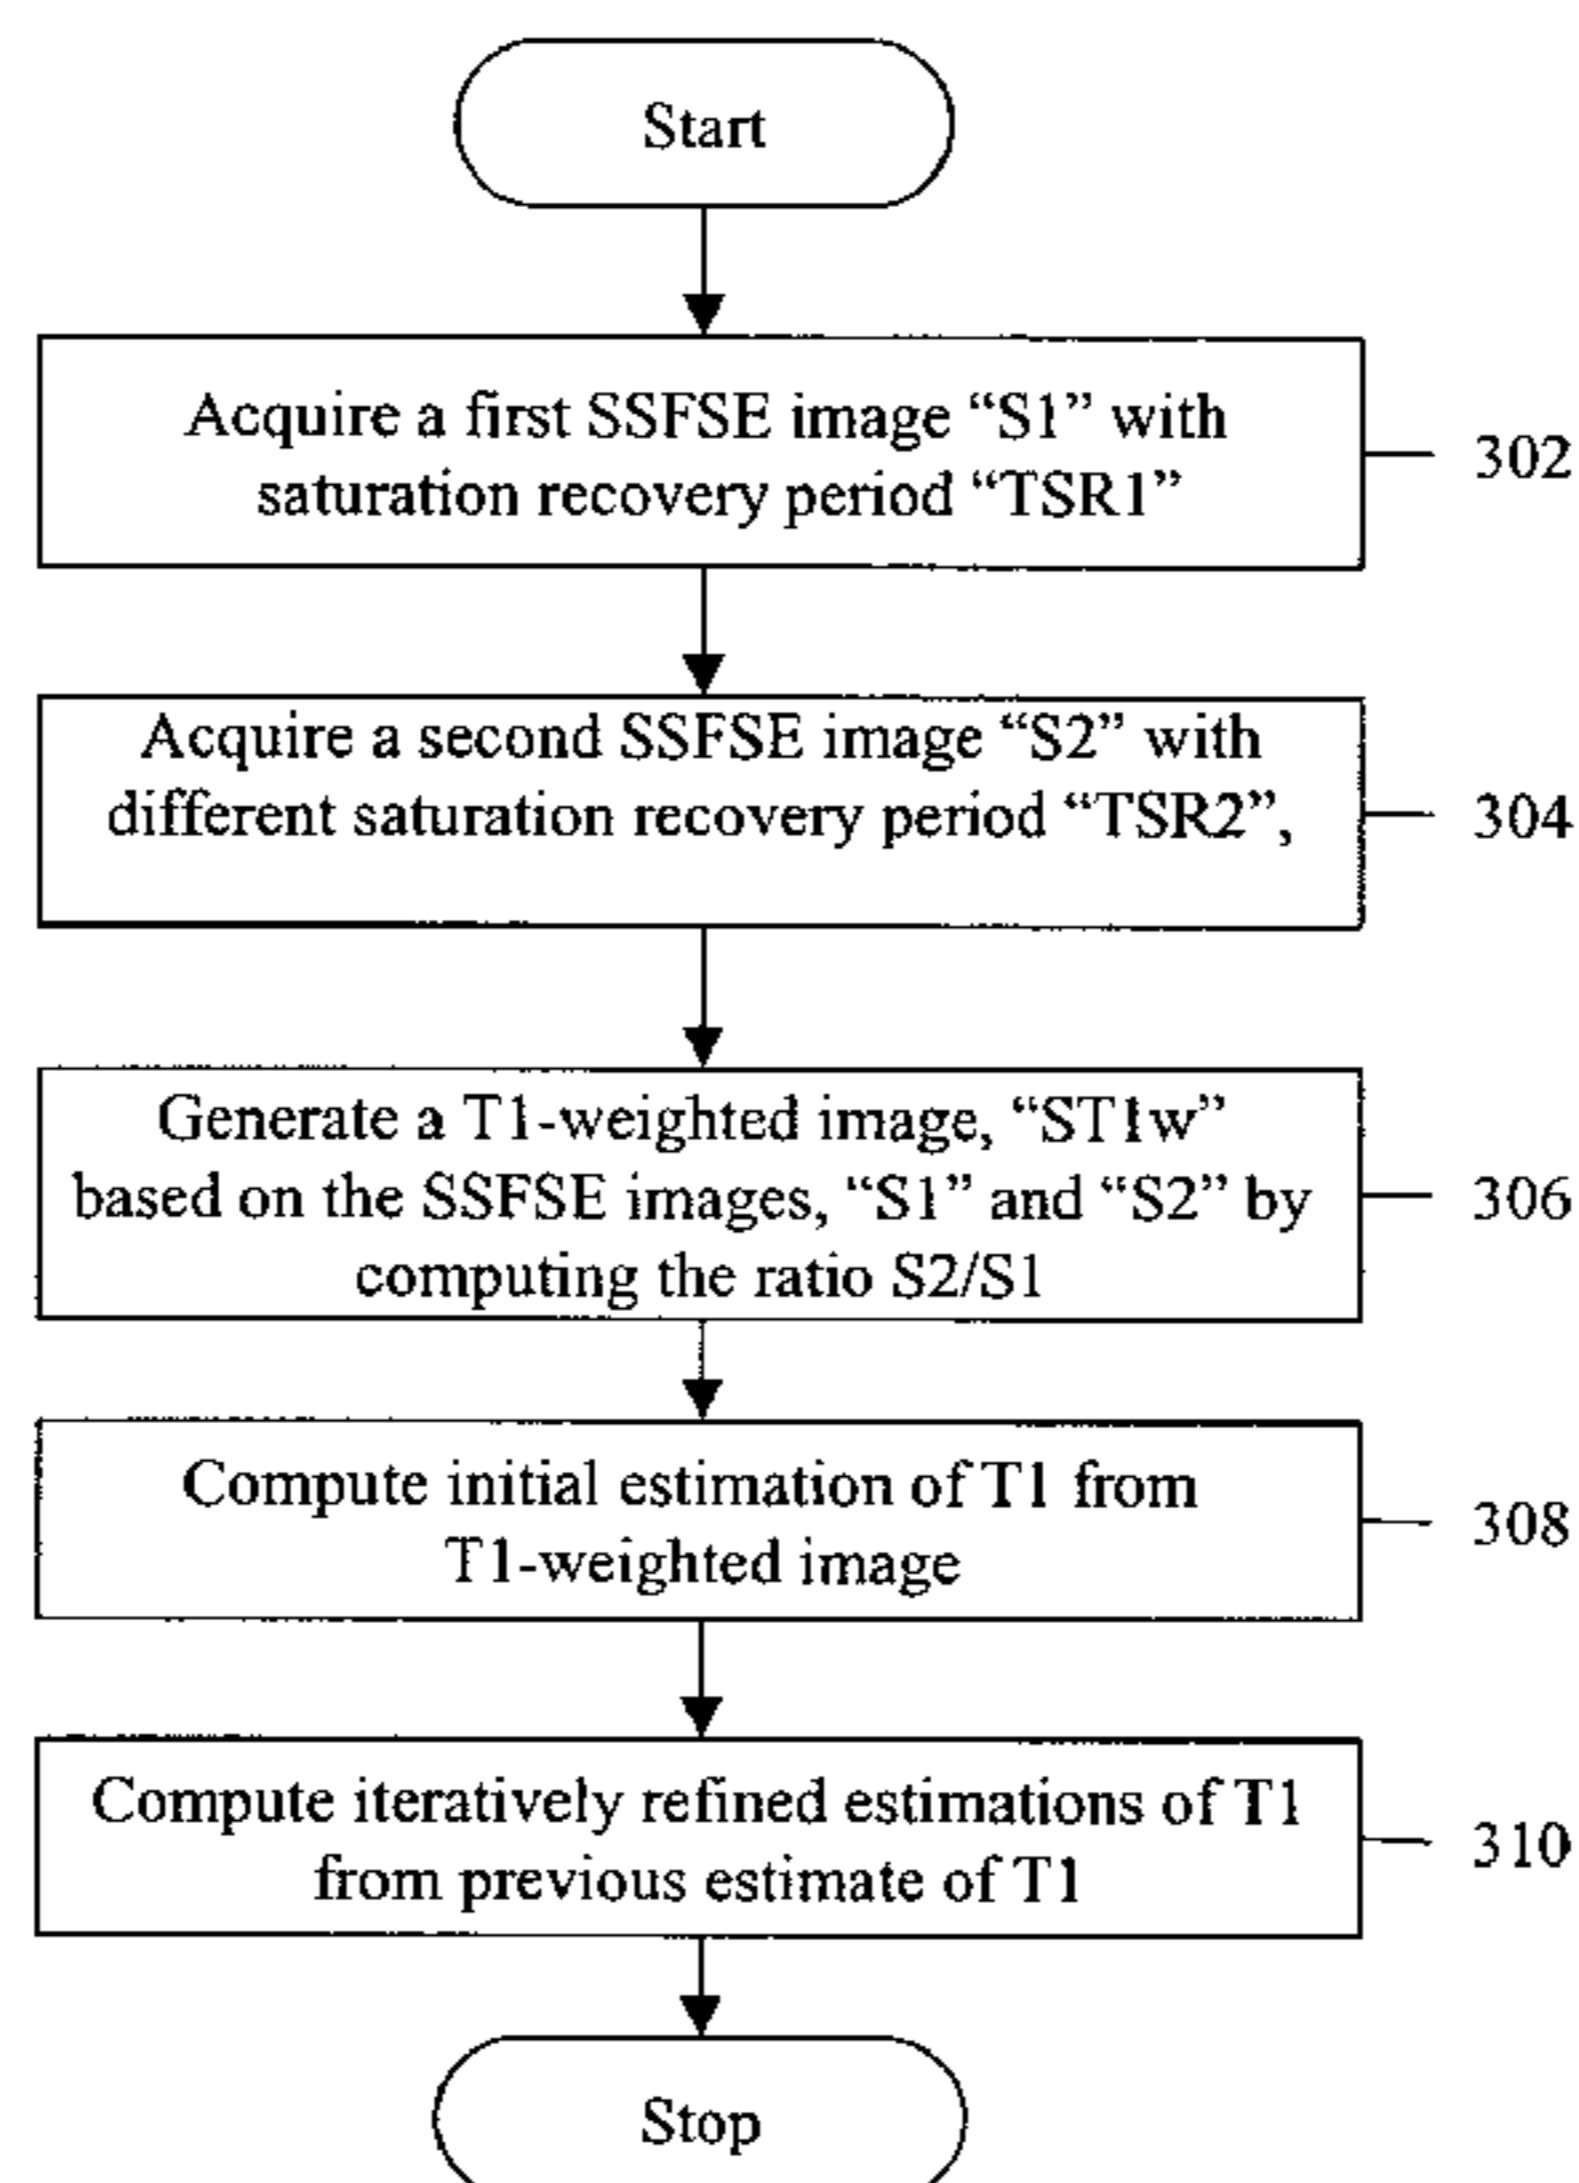 Start
Acquire a first SSFSE image “S1” with
saturation recovery period “TSR1”
302
Acquire a second SSFSE image “S2” with
different saturation recovery period “TSR2”,
304
Generate a T1-weighted image, “ST1w”
based on the SSFSE images, “S1” and “S2” by
computing the ratio S2/S1
306
Compute initial estimation of T1 from
T1-weighted image
308
Compute iteratively refined estimations of T1
from previous estimate of T1
310
Stop